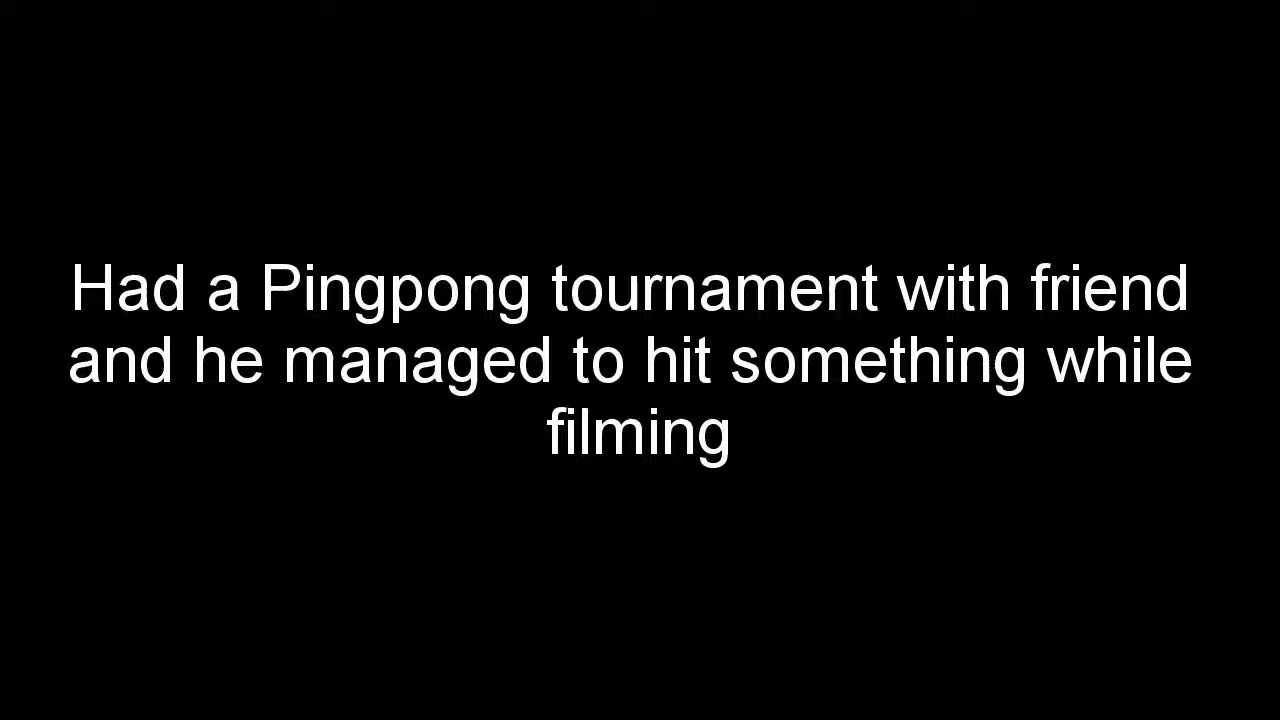 Had a Pingpong tournament with friend
and he managed to hit something while
filming